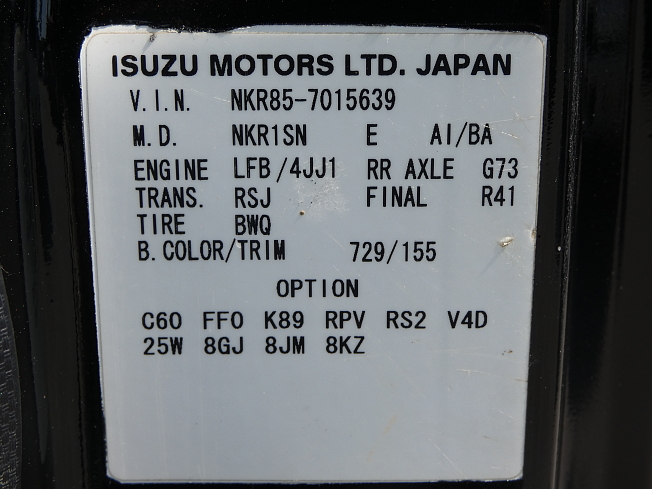 ISUZU MOTORS LTD. JAPAN
V.I.N. NKR85-7015639
M.D. NKR1SN E AI/BA
ENGINE LFB/4JJ1 RR AXLE G73
TRANS. RSJ FINAL R41
TIRE BWQ
B.COLOR/TRIM 729/155
OPTION
C60 FF0 K89 RPV RS2 V4D
25W 8GJ 8JM 8KZ